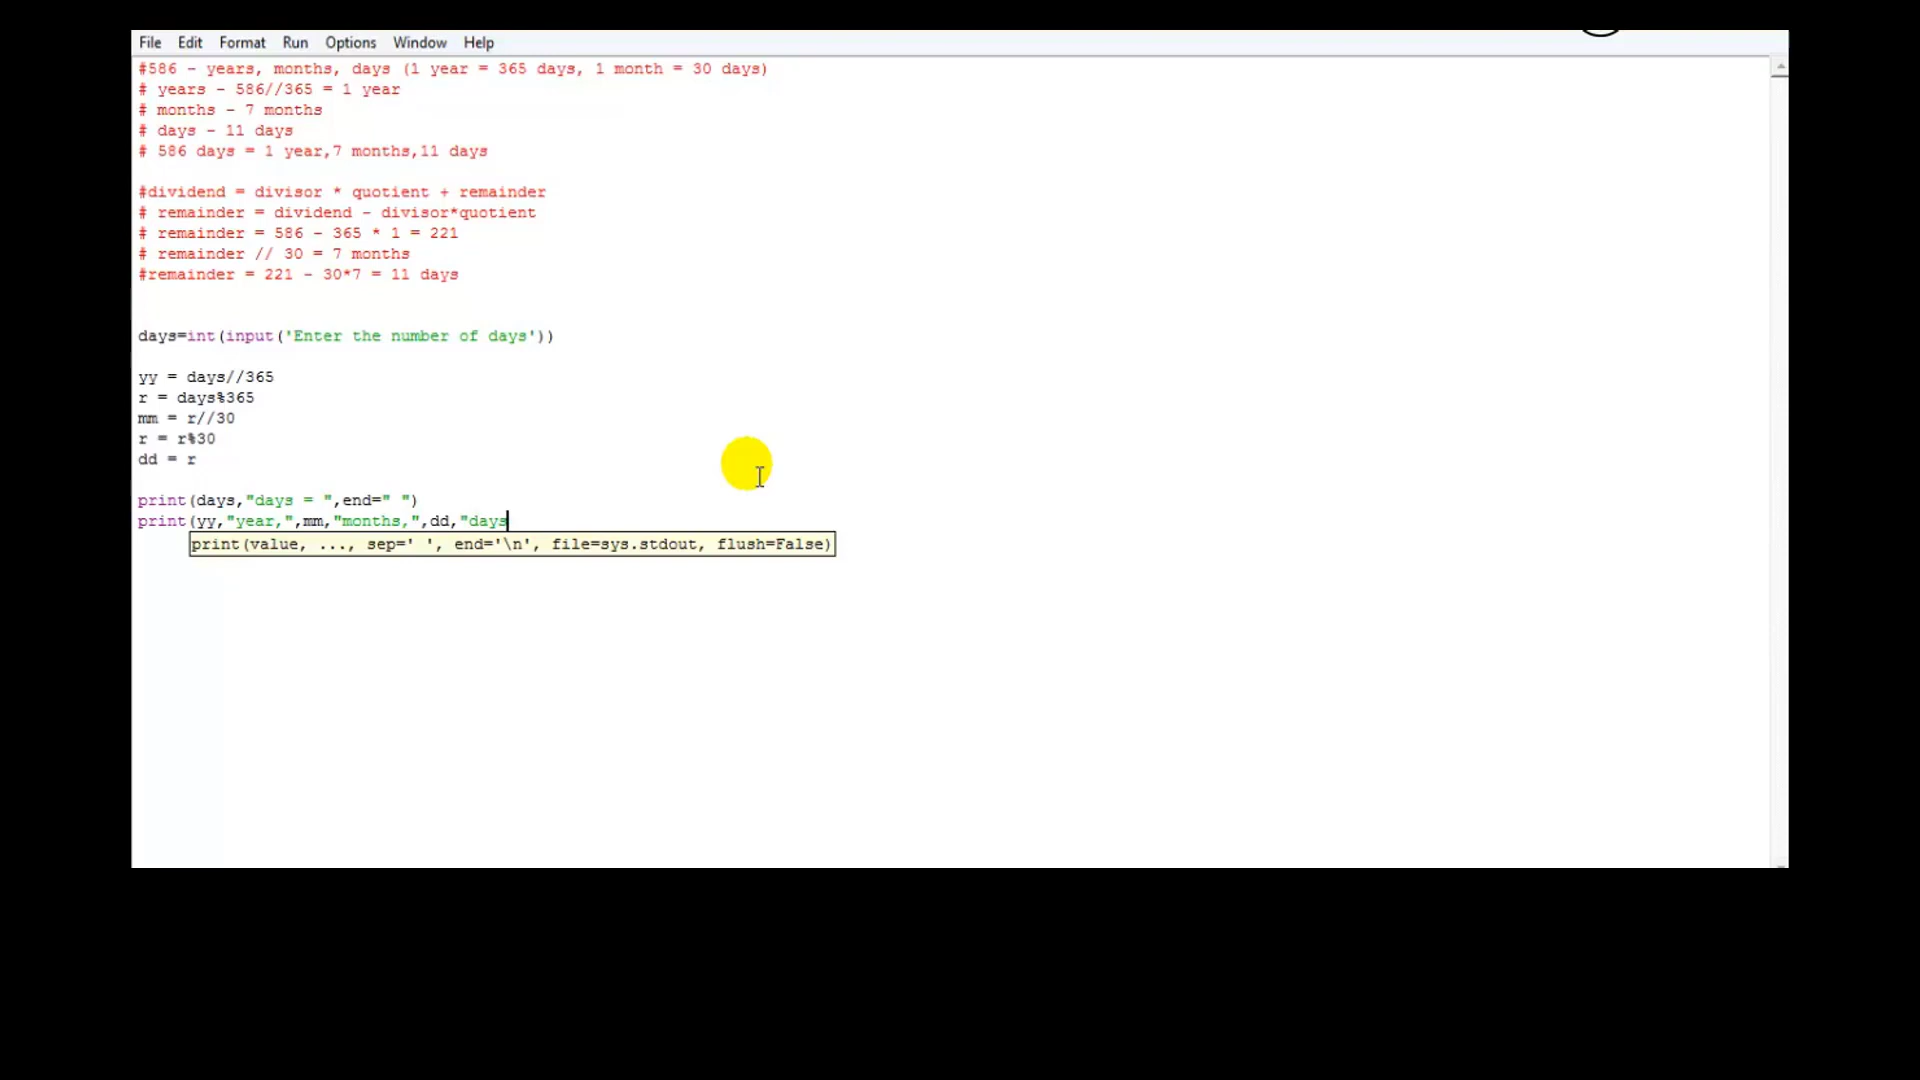 File Edit Format Run Options Window Help
#586 - years, months, days (1 year = 365 days, 1 month = 30 days)
# years - 586//365 = 1 year
# months - 7 months
# days - 11 days
# 586 days = 1 year,7 months,11 days
#dividend = divisor * quotient + remainder
# remainder = dividend - divisor*quotient
# remainder = 586 - 365 * 1 = 221
# remainder // 30 = 7 months
#remainder = 221 - 30*7 = 11 days
days=int(input('Enter the number of days'))
yy = days//365
r = days%365
mm = r//30
r = r%30
dd = r
print(days,"days = ",end=" ")
print(yy,"year,",mm,"months,",dd,"days
print(value, ..., sep=' ', end='\n', file=sys.stdout, flush=False)